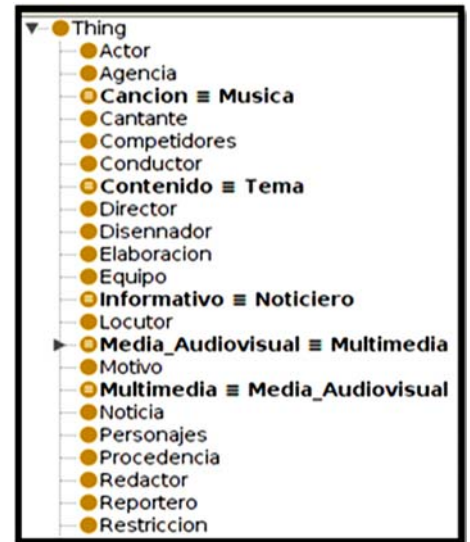 Thing
Actor
Agencia
Cancion ≡ Musica
Cantante
Competidores
Conductor
Contenido ≡ Tema
Director
Disennador
Elaboracion
Equipo
Informativo ≡ Noticiero
Locutor
Media_Audiovisual ≡ Multimedia
Motivo
Multimedia ≡ Media_Audiovisual
Noticia
Personajes
Procedencia
Redactor
Reportero
Restriccion